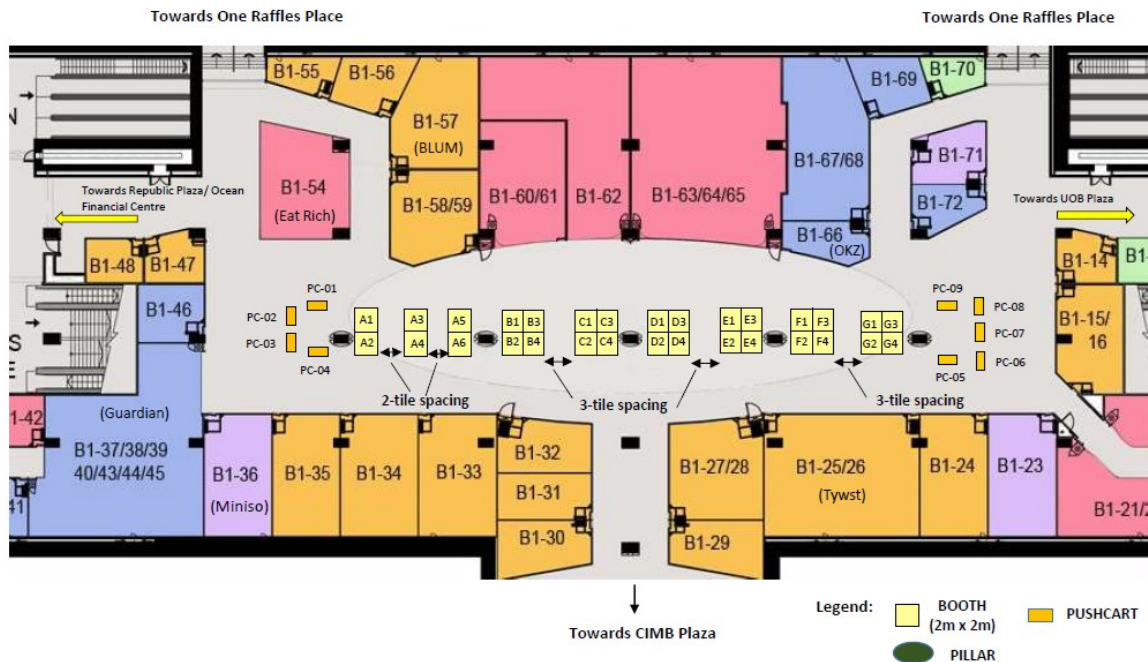 Towards One Raffles Place
Towards One Raffles Place
B1-55
B1-56
B1-57
(BLUM)
B1-58/59
B1-54
(Eat Rich)
B1-60/61
B1-62
B1-63/64/65
B1-67/68
B1-66
(OKZ)
B1-69
B1-70
B1-71
B1-72
Towards Republic Plaza/ Ocean
Financial Centre
Towards UOB Plaza
B1-48
B1-47
B1-46
B1-14
B1-15/
16
PC-01
PC-02
PC-03
PC-04
A1
A2
A3
A4
A5
A6
B1 B3
B2 B4
C1 C3
C2 C4
D1 D3
D2 D4
E1 E3
E2 E4
F1 F3
F2 F4
G1 G3
G2 G4
PC-09
PC-08
PC-07
PC-06
PC-05
2-tile spacing
3-tile spacing
3-tile spacing
(Guardian)
B1-37/38/39
40/43/44/45
B1-36
(Miniso)
B1-35
B1-34
B1-33
B1-32
B1-31
B1-30
B1-27/28
B1-29
B1-25/26
(Tywst)
B1-24
B1-23
Towards CIMB Plaza
Legend:
BOOTH
(2m x 2m)
PUSHCART
PILLAR